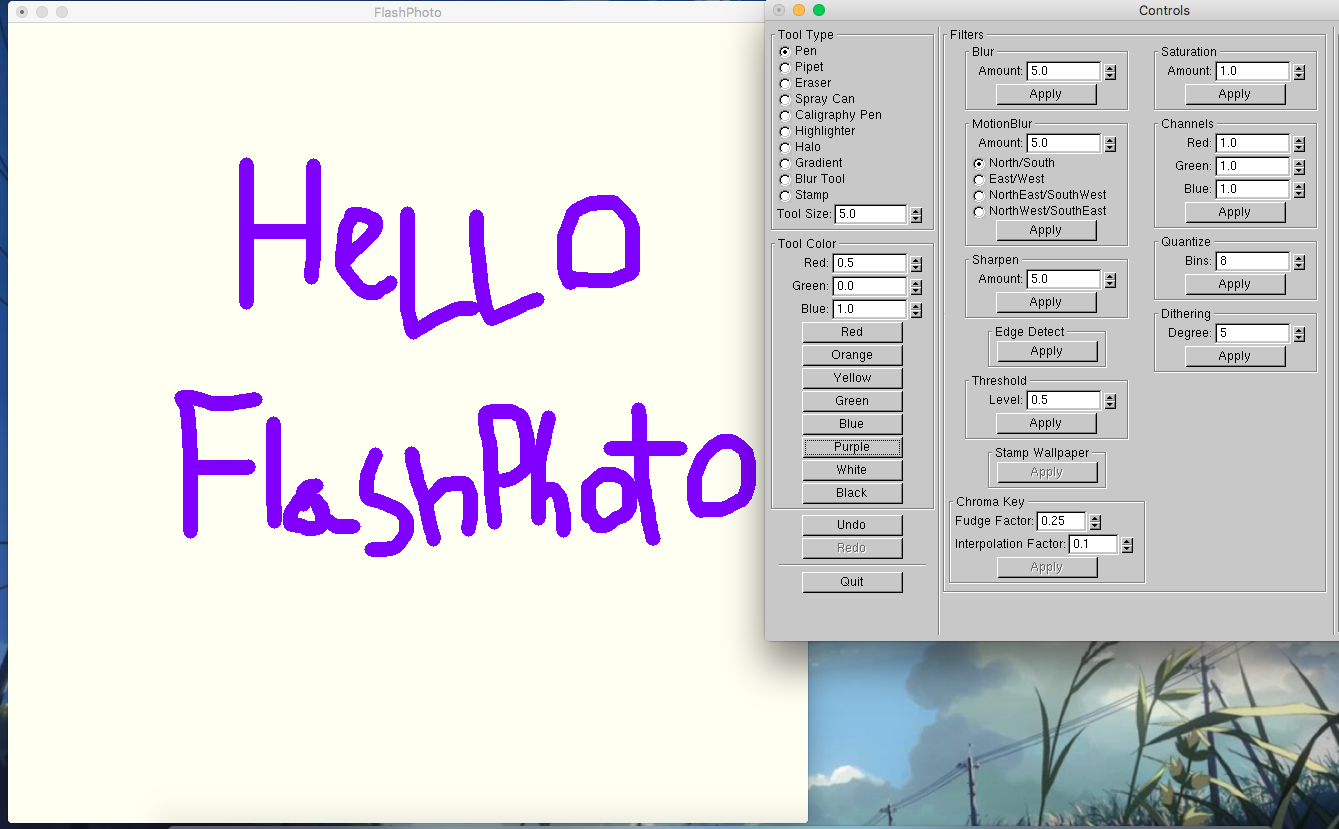 FlashPhoto
HeLLO
FlashPhoto
Controls
Tool Type
Pen
Pipet
Eraser
Spray Can
Caligraphy Pen
Highlighter
Halo
Gradient
Blur Tool
Stamp
Tool Size: 5.0
Tool Color
Red: 0.5
Green: 0.0
Blue: 1.0
Red
Orange
Yellow
Green
Blue
Purple
White
Black
Undo
Redo
Quit
Filters
Blur
Amount: 5.0
Apply
MotionBlur
Amount: 5.0
North/South
East/West
NorthEast/SouthWest
NorthWest/SouthEast
Apply
Sharpen
Amount: 5.0
Apply
Edge Detect
Apply
Threshold
Level: 0.5
Apply
Stamp Wallpaper
Apply
Chroma Key
Fudge Factor: 0.25
Interpolation Factor: 0.1
Apply
Saturation
Amount: 1.0
Apply
Channels
Red: 1.0
Green: 1.0
Blue: 1.0
Apply
Quantize
Bins: 8
Apply
Dithering
Degree: 5
Apply